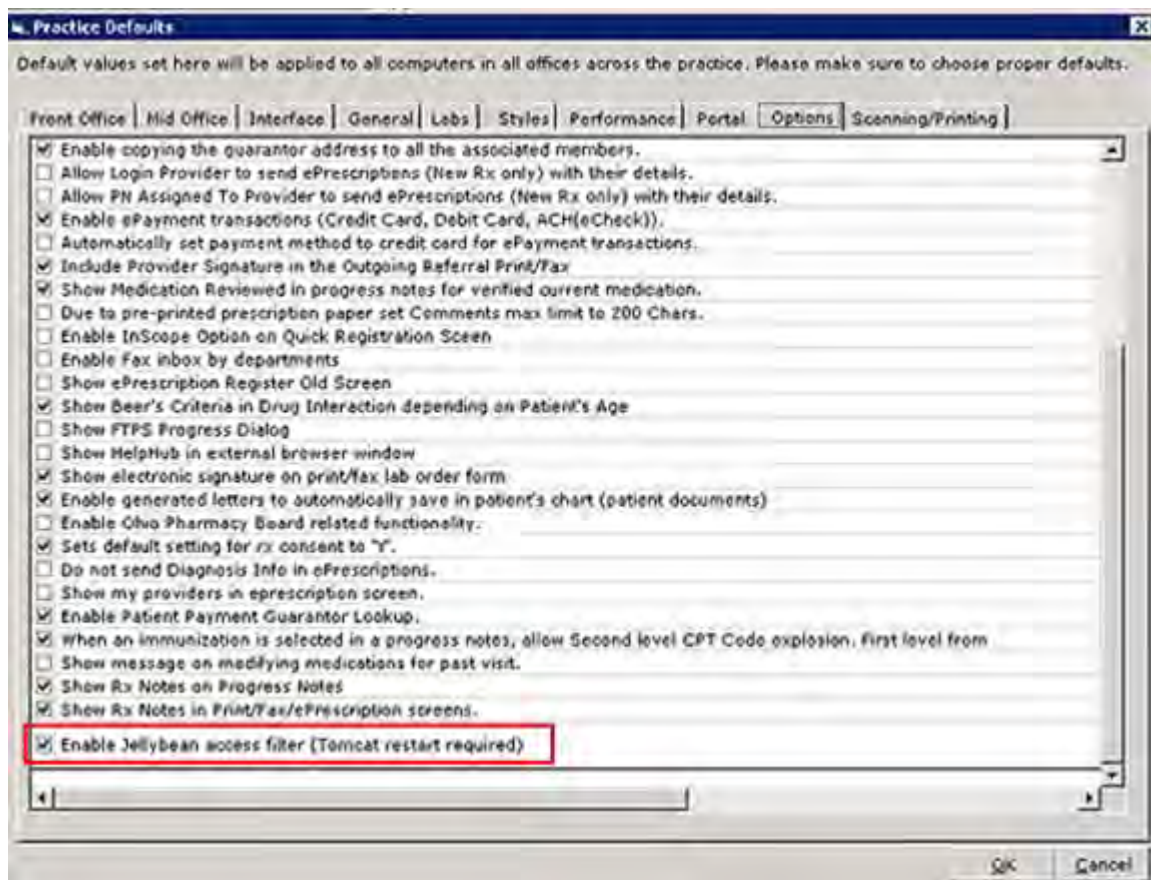 Practice Defaults
Default values set here will be applied to all computers in all offices across the practice. Please make sure to choose proper defaults.
Front Office Mid Office Interface General Labs Styles Performance Portal Options Scanning/Printing
Enable copying the guarantor address to all the associated members.
Allow Login Provider to send ePrescriptions (New Rx only) with their details.
Allow PN Assigned To Provider to send ePrescriptions (New Rx only) with their details.
Enable ePayment transactions (Credit Card, Debit Card, ACH(eCheck)).
Automatically set payment method to credit card for ePayment transactions.
Include Provider Signature in the Outgoing Referral Print/Fax
Show Medication Reviewed in progress notes for verified current medication.
Due to pre-printed prescription paper set Comments max limit to 200 Chars.
Enable InScope Option on Quick Registration Sceen
Enable Fax inbox by departments
Show ePrescription Register Old Screen
Show Beer's Criteria in Drug Interaction depending on Patient's Age
Show FTPS Progress Dialog
Show HelpHub in external browser window
Show electronic signature on print/fax lab order form
Enable generated letters to automatically save in patient's chart (patient documents)
Enable Ohio Pharmacy Board related functionality.
Sets default setting for rx consent to "Y".
Do not send Diagnosis Info in ePrescriptions.
Show my providers in eprescription screen.
Enable Patient Payment Guarantor Lookup.
When an immunization is selected in a progress notes, allow Second level CPT Code explosion. First level from
Show message on modifying medications for past visit.
Show Rx Notes on Progress Notes
Show Rx Notes in Print/Fax/ePrescription screens.
Enable Jellybean access filter (Tomcat restart required)
OK Cancel